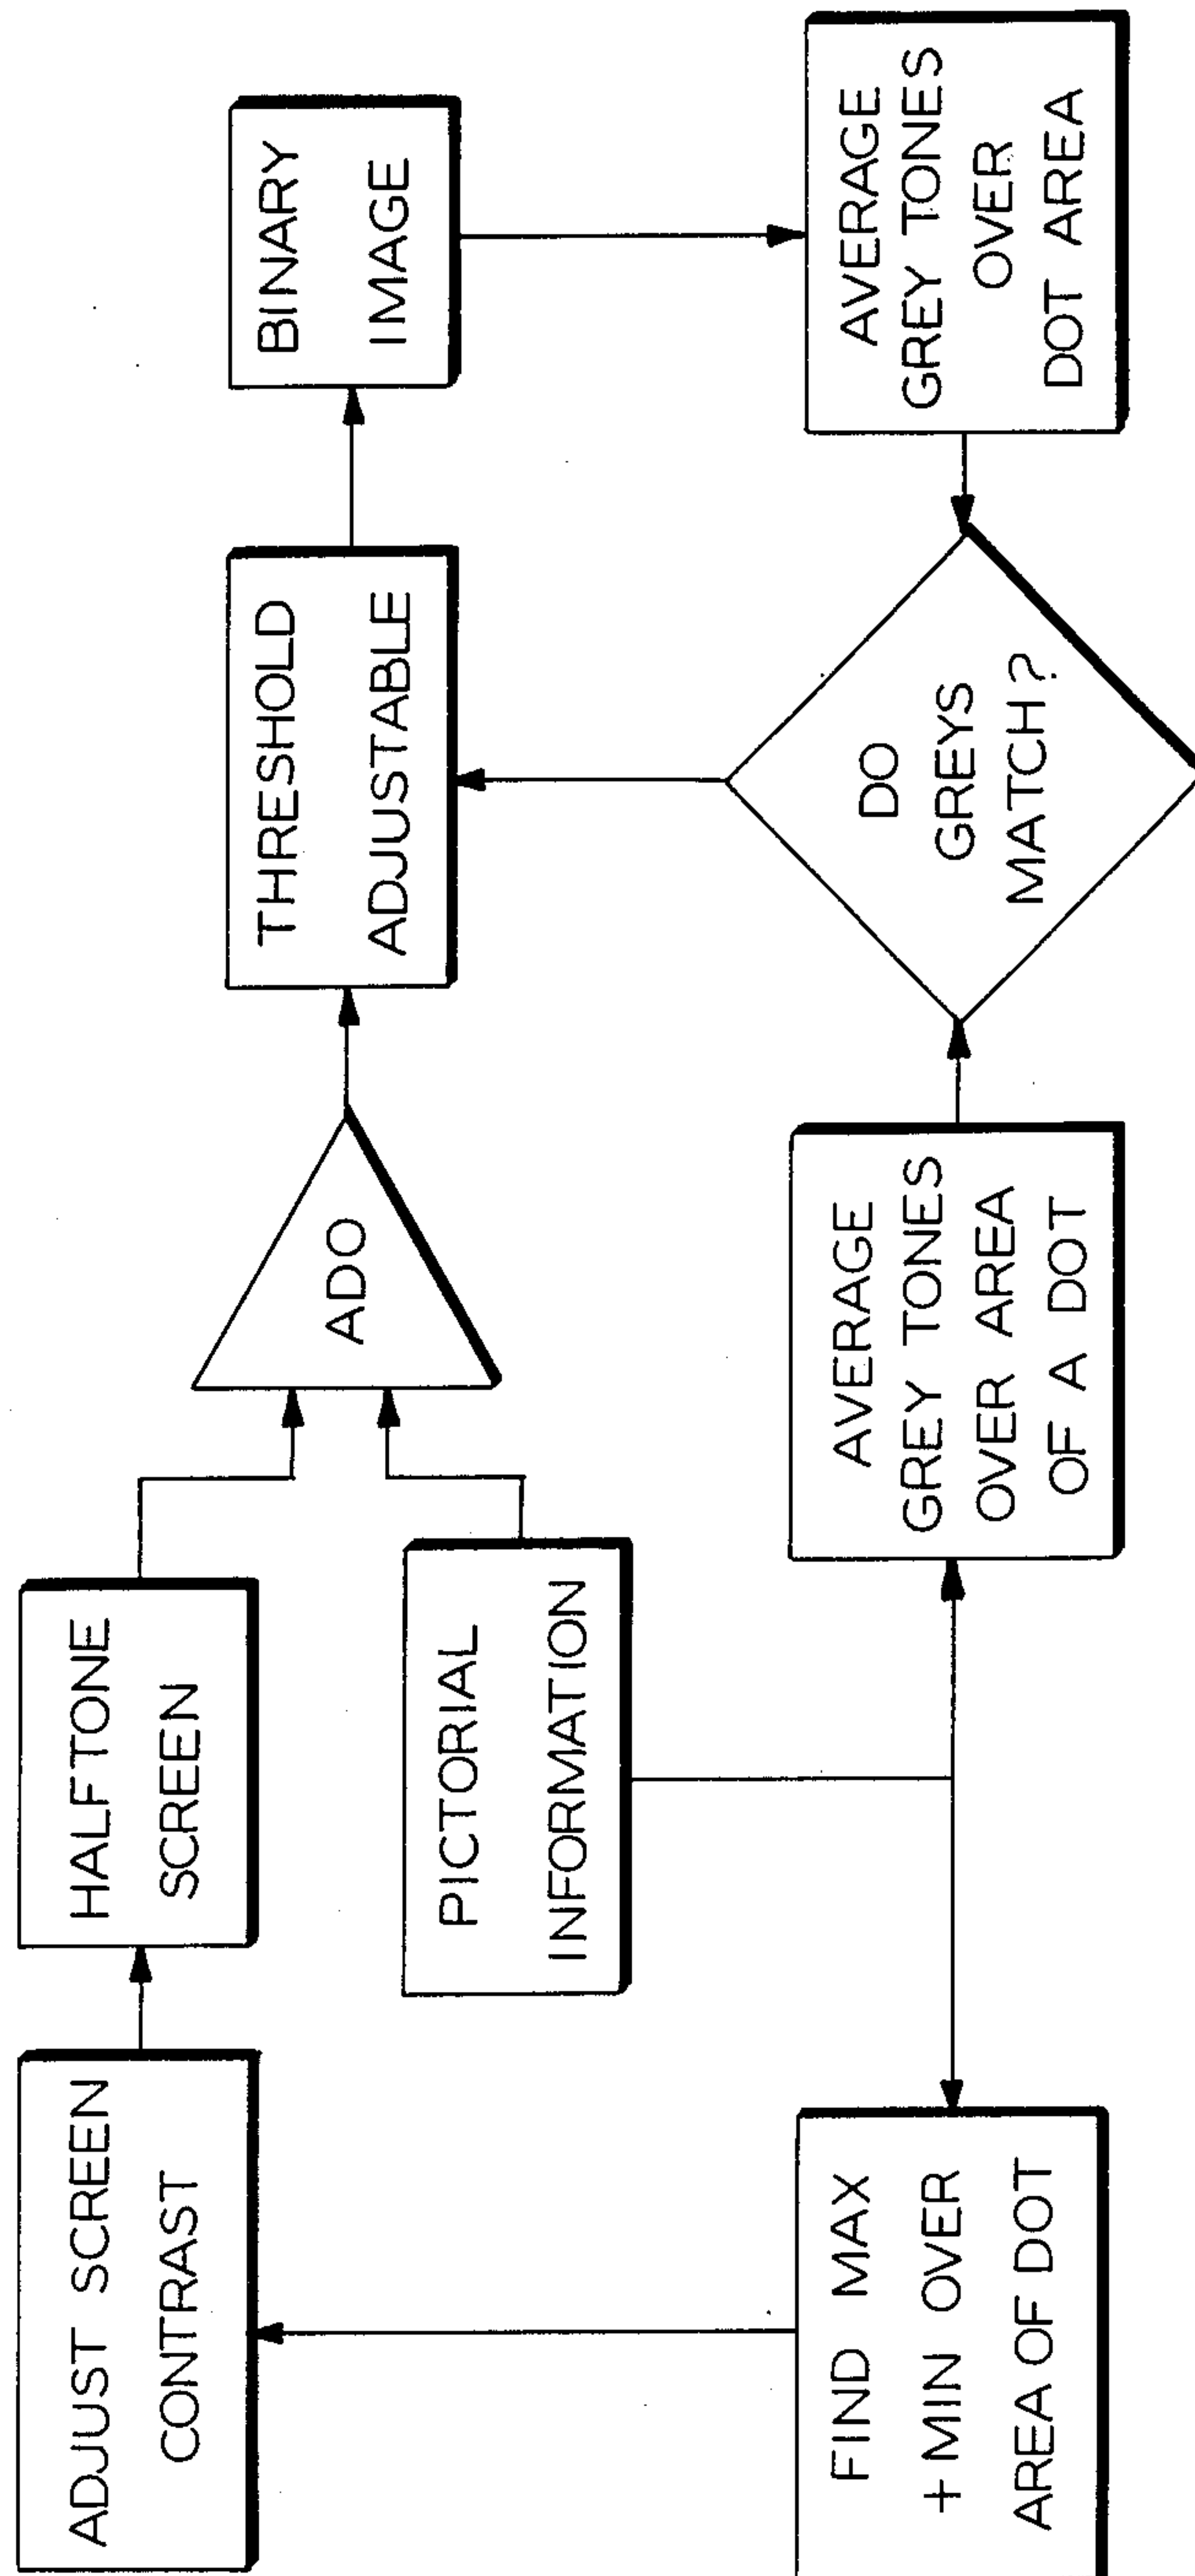 ADJUST SCREEN
CONTRAST
HALFTONE
SCREEN
PICTORIAL
INFORMATION
ADO
THRESHOLD
ADJUSTABLE
BINARY
IMAGE
FIND MAX
+ MIN OVER
AREA OF DOT
AVERAGE
GREY TONES
OVER AREA
OF A DOT
DO
GREYS
MATCH?
AVERAGE
GREY TONES
OVER
DOT AREA